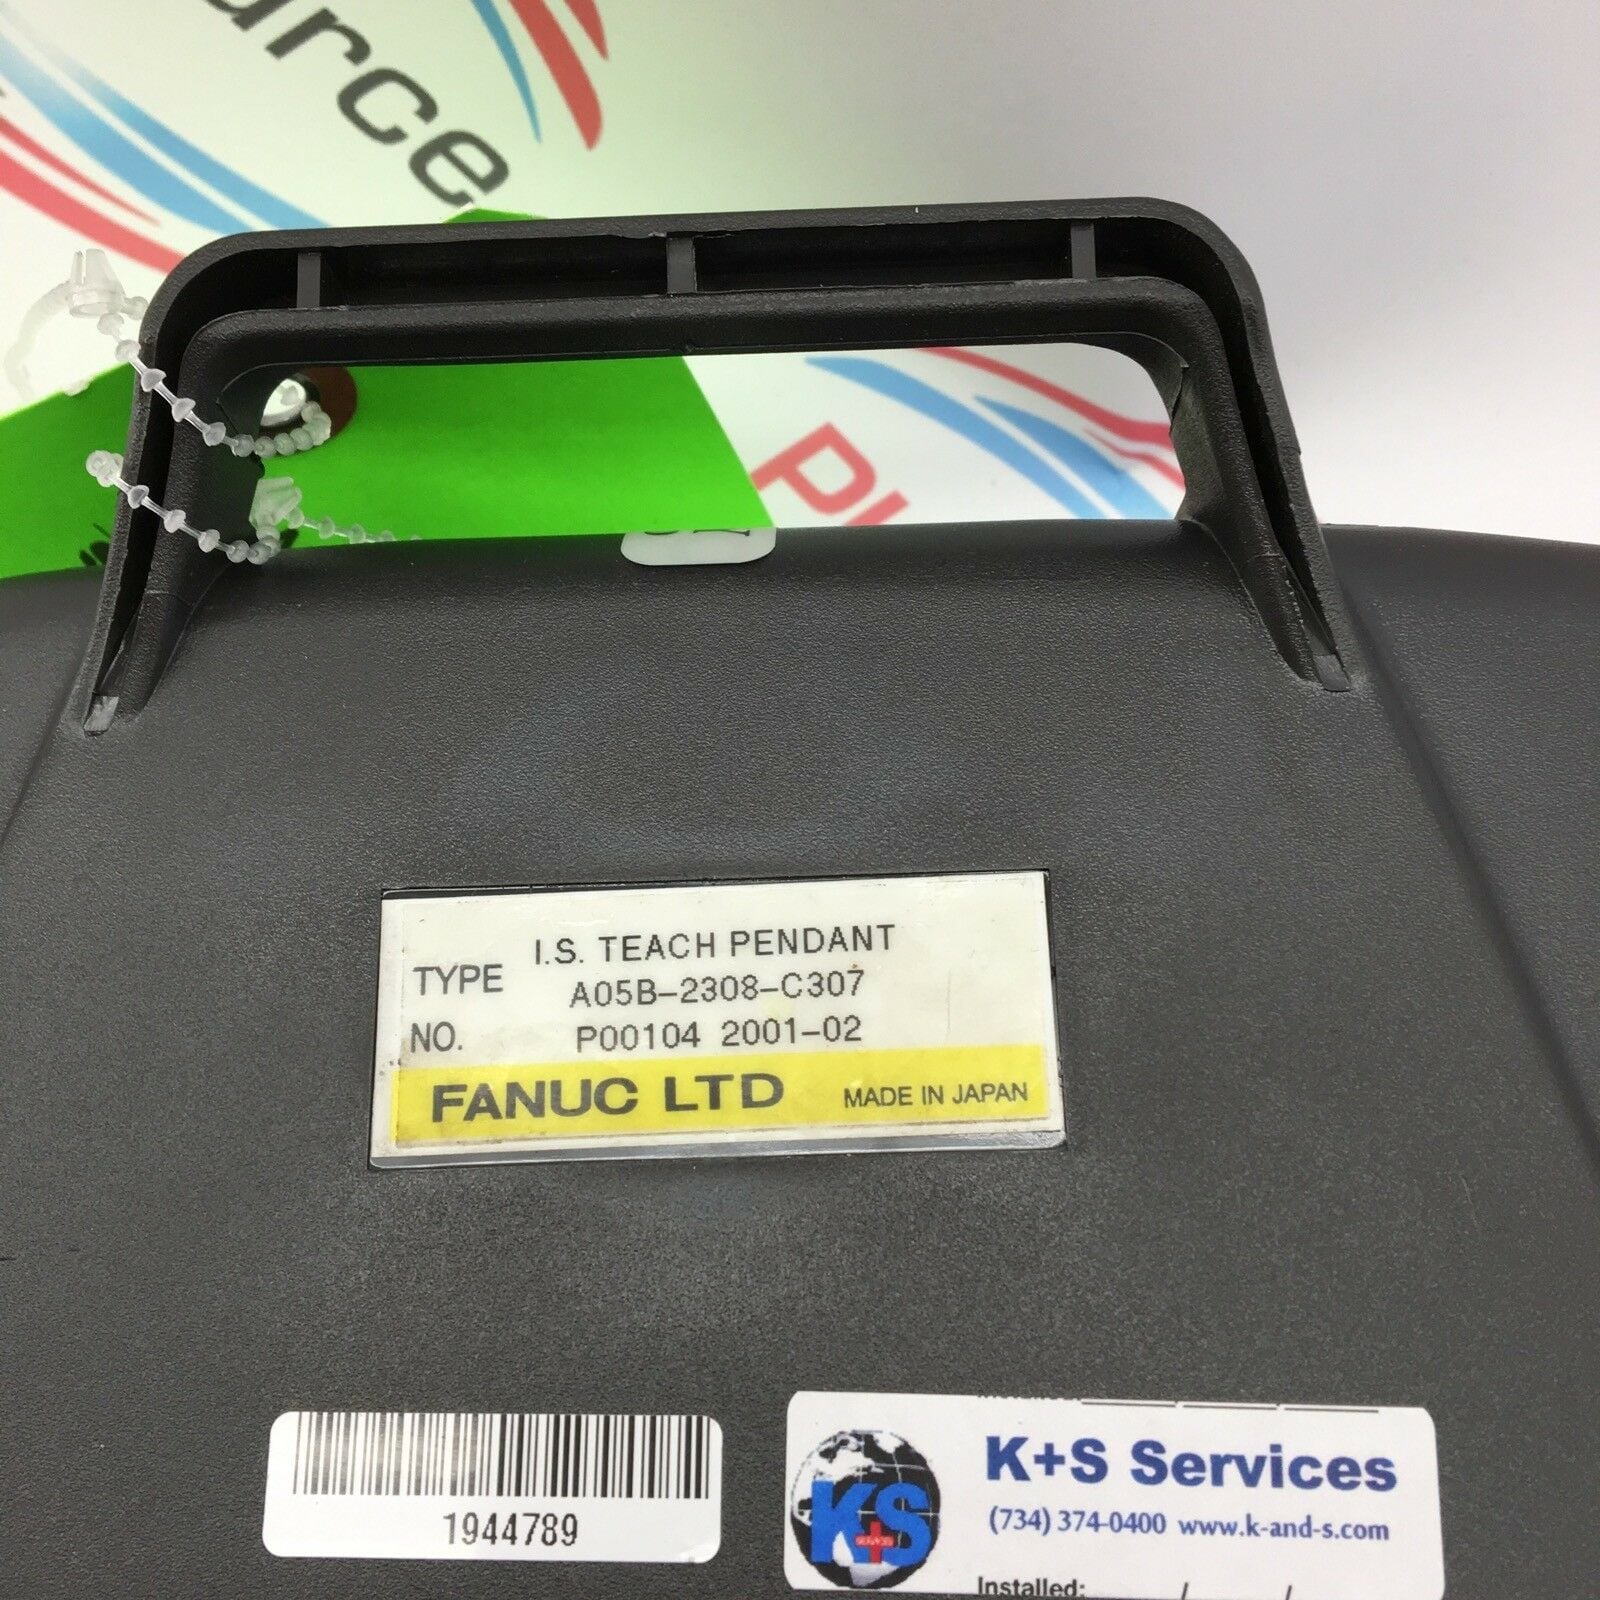 I.S. TEACH PENDANT
TYPE A05B-2308-C307
NO. P00104 2001-02
FANUC LTD MADE IN JAPAN
1944789
K+S Services
K+S
SERVICES
(734) 374-0400 www.k-and-s.com
Installed: / /